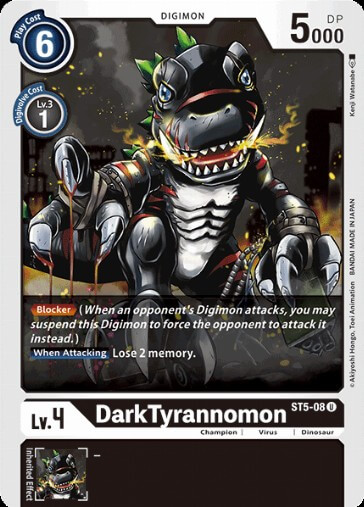 Play Cost
6
DIGIMON
DP
5000
Digivolve Cost
Lv.3
1
Kenji Watanabe
© Akiyoshi Hongo, Toei Animation BANDAI MADE IN JAPAN
Blocker (When an opponent's Digimon attacks, you may
suspend this Digimon to force the opponent to attack it
instead.)
When Attacking Lose 2 memory.
Lv.4 DarkTyrannomon ST5-08 U
Champion | Virus | Dinosaur
Inherited Effect
–